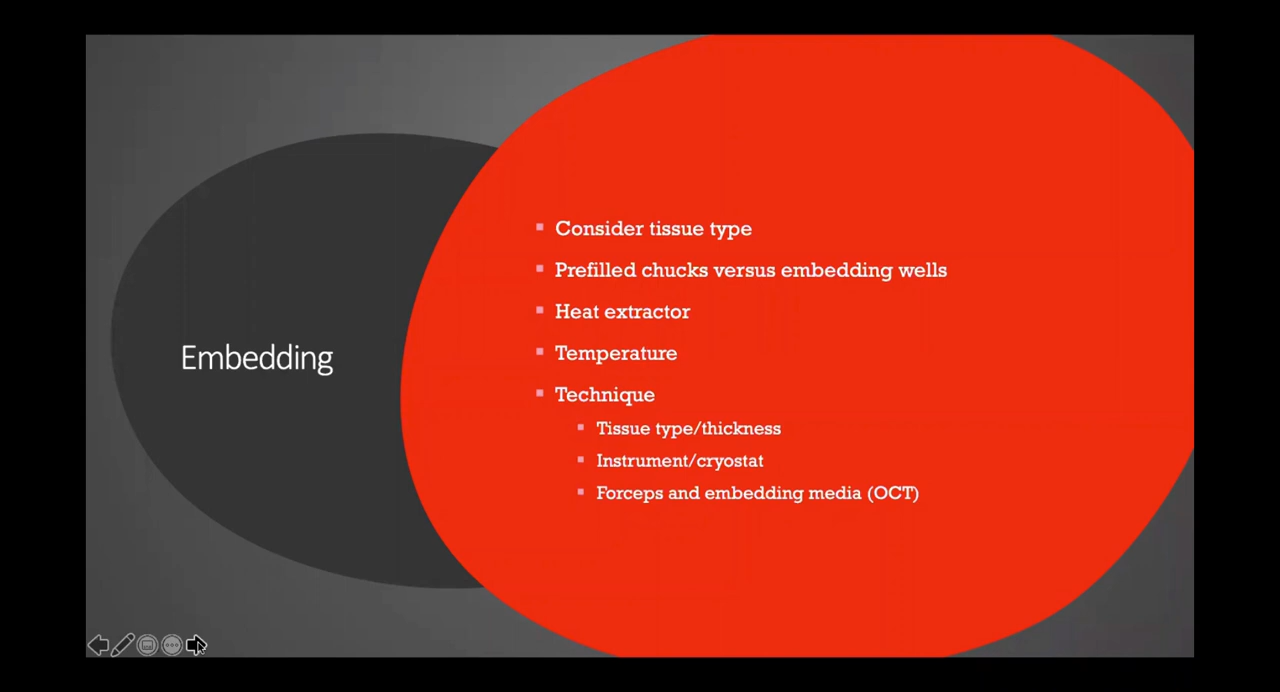 Embedding
Consider tissue type
Prefilled chucks versus embedding wells
Heat extractor
Temperature
Technique
Tissue type/thickness
Instrument/cryostat
Forceps and embedding media (OCT)